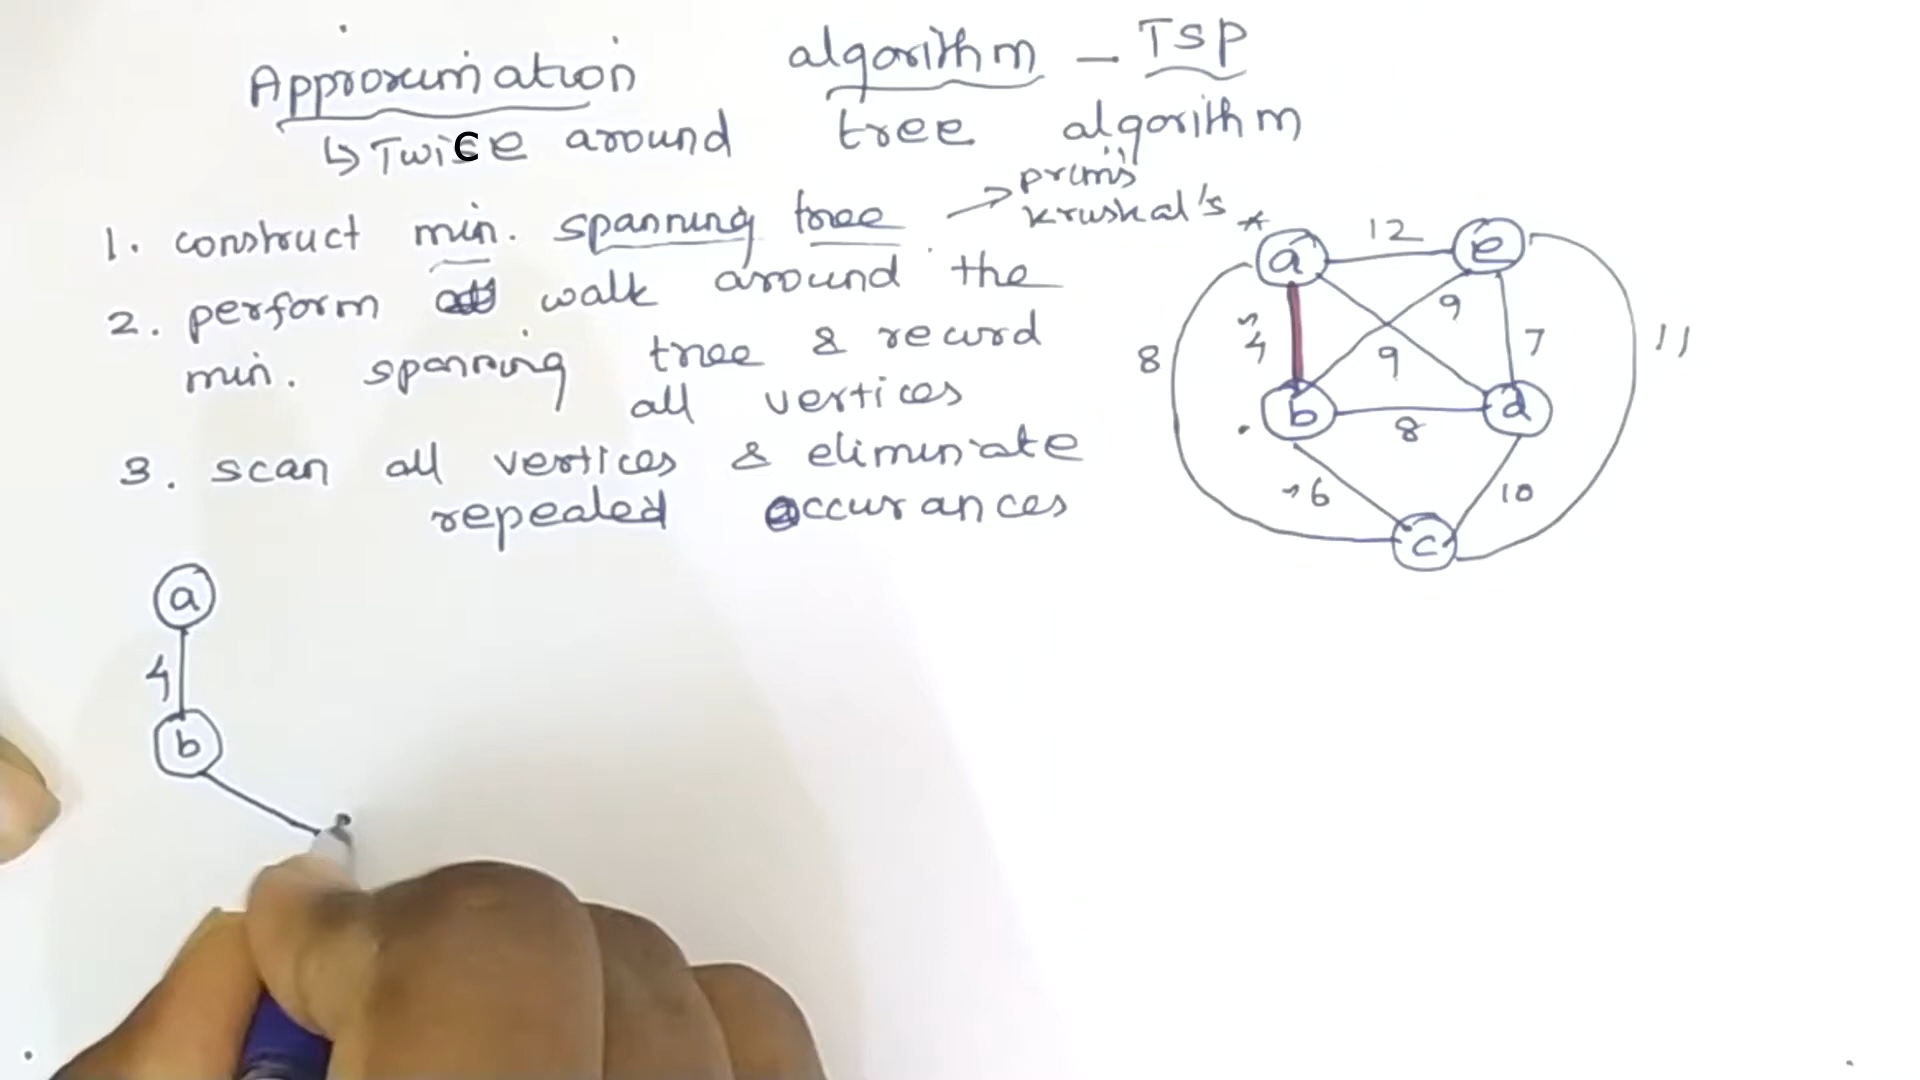 Approximation algorithm - TSP
↳ Twice around tree algorithm
1. construct min. spanning tree → prim's
kruskal's
2. perform walk around the
min. spanning tree & record
all vertices
3. scan all vertices & eliminate
repeated occurances
a 12 e
4 9 7 11
8 9
b 8 d
6 10
c
a
4
b